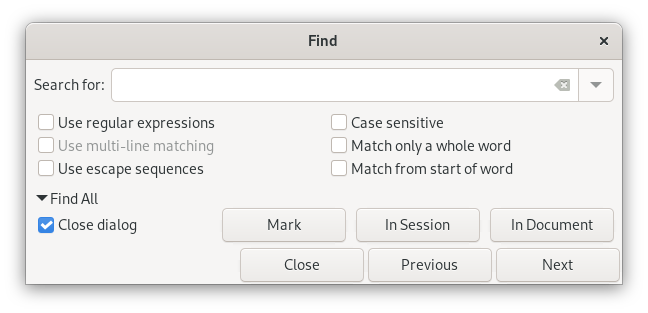 Find
Search for:
Use regular expressions
Case sensitive
Use multi-line matching
Match only a whole word
Use escape sequences
Match from start of word
Find All
Close dialog
Mark
In Session
In Document
Close
Previous
Next